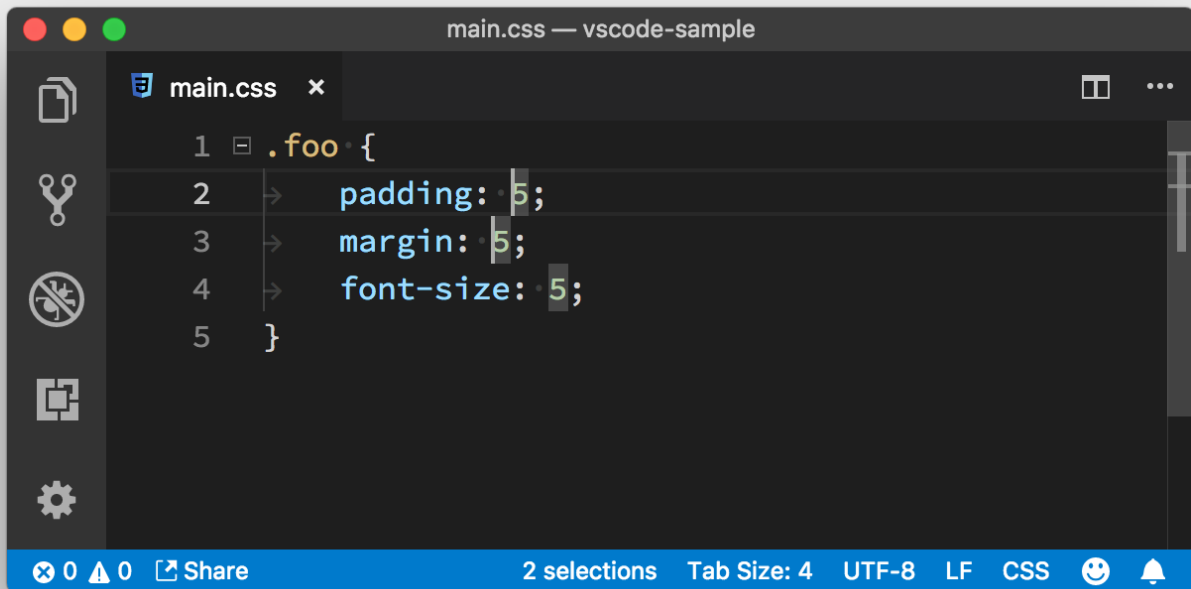 main.css — vscode-sample
main.css
1 .foo {
2 padding: 5;
3 margin: 5;
4 font-size: 5;
5 }
0 0 Share 2 selections Tab Size: 4 UTF-8 LF CSS